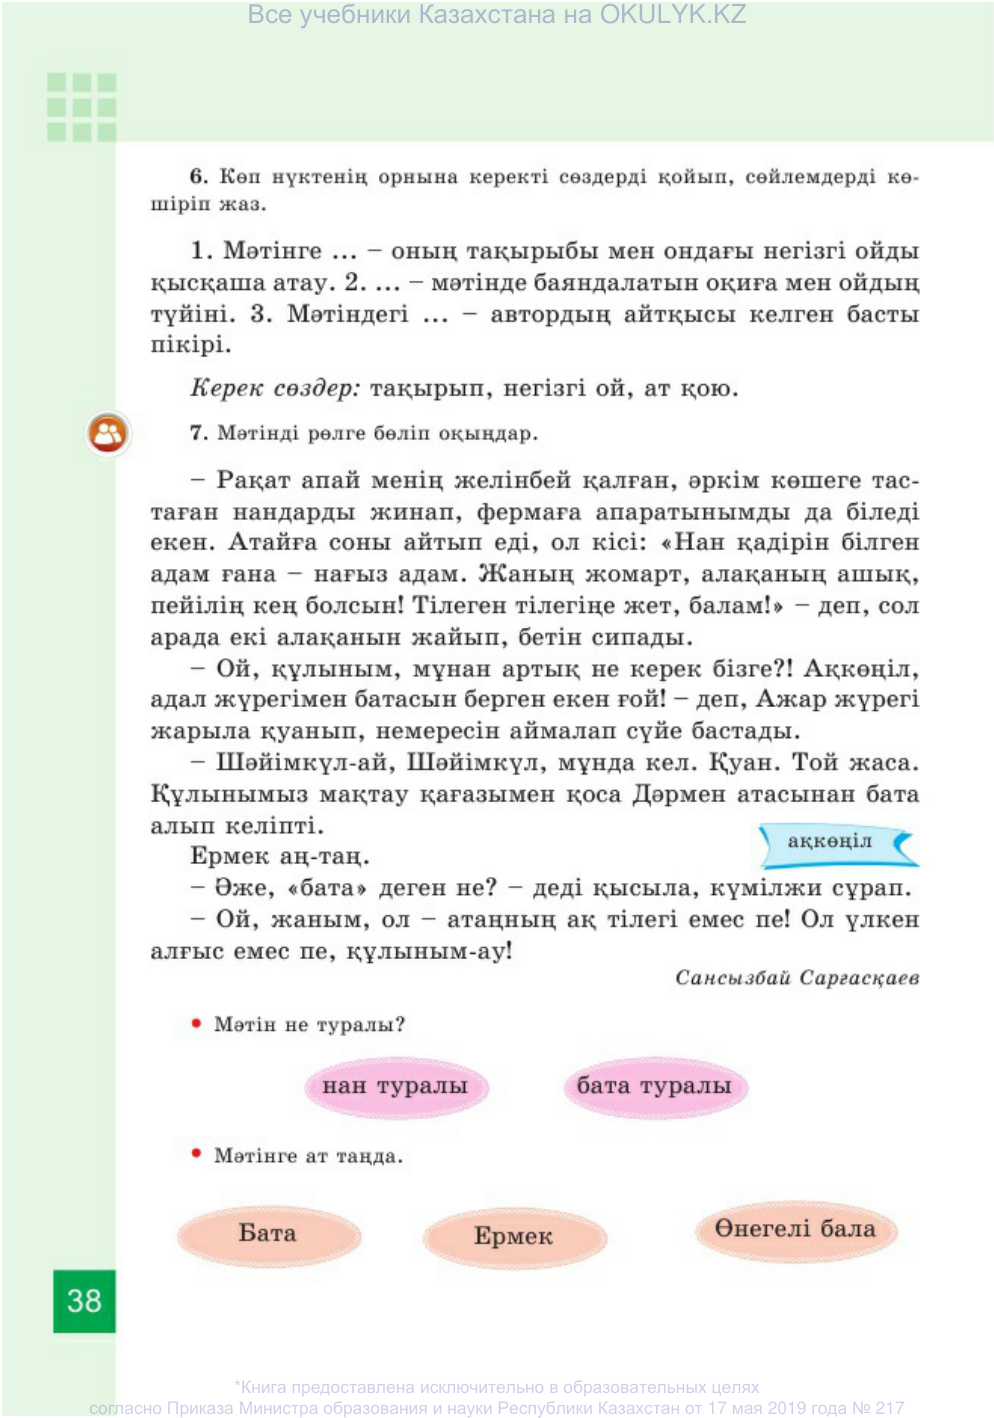 Все учебники Казахстана на OKULYK.KZ
6. Көп нүктенің орнына керекті сөздерді қойып, сөйлемдерді кө-
шіріп жаз.
1. Мәтінге ... – оның тақырыбы мен ондағы негізгі ойды
қысқаша атау. 2. ... – мәтінде баяндалатын оқиға мен ойдың
түйіні. 3. Мәтіндегі ... – автордың айтқысы келген басты
пікірі.
Керек сөздер: тақырып, негізгі ой, ат қою.
7. Мәтінді рөлге бөліп оқыңдар.
– Рақат апай менің желінбей қалған, әркім көшеге тас-
таған нандарды жинап, фермаға апаратынымды да біледі
екен. Атайға соны айтып еді, ол кісі: «Нан қадірін білген
адам ғана – нағыз адам. Жаның жомарт, алақаның ашық,
пейілің кең болсын! Тілеген тілегіңе жет, балам!» – деп, сол
арада екі алақанын жайып, бетін сипады.
– Ой, құлыным, мұнан артық не керек бізге?! Ақкөңіл,
адал жүрегімен батасын берген екен ғой! – деп, Ажар жүрегі
жарыла қуанып, немересін аймалап сүйе бастады.
– Шәйімкүл-ай, Шәйімкүл, мұнда кел. Қуан. Той жаса.
Құлынымыз мақтау қағазымен қоса Дәрмен атасынан бата
алып келіпті.
ақкөңіл
Ермек аң-таң.
– Әже, «бата» деген не? – деді қысыла, күмілжи сұрап.
– Ой, жаным, ол – атаңның ақ тілегі емес пе! Ол үлкен
алғыс емес пе, құлыным-ау!
Сансызбай Сарғасқаев
• Мәтін не туралы?
нан туралы бата туралы
• Мәтінге ат таңда.
Бата Ермек Өнегелі бала
38
*Книга предоставлена исключительно в образовательных целях
согласно Приказа Министра образования и науки Республики Казахстан от 17 мая 2019 года № 217